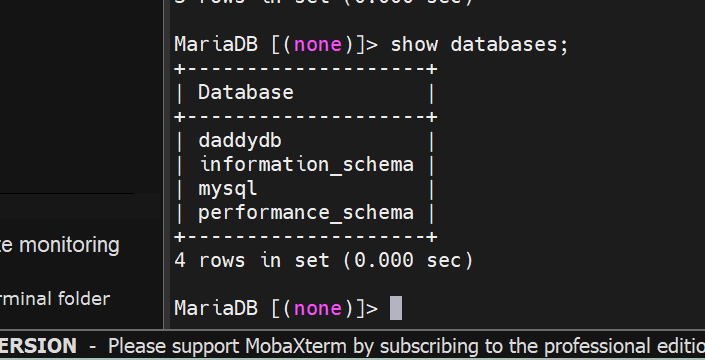 rows in set (0.000 sec)
MariaDB [(none)]> show databases;
+--------------------+
| Database           |
+--------------------+
| daddydb            |
| information_schema |
| mysql              |
| performance_schema |
+--------------------+
4 rows in set (0.000 sec)
MariaDB [(none)]>
te monitoring
rminal folder
ERSION - Please support MobaXterm by subscribing to the professional editio